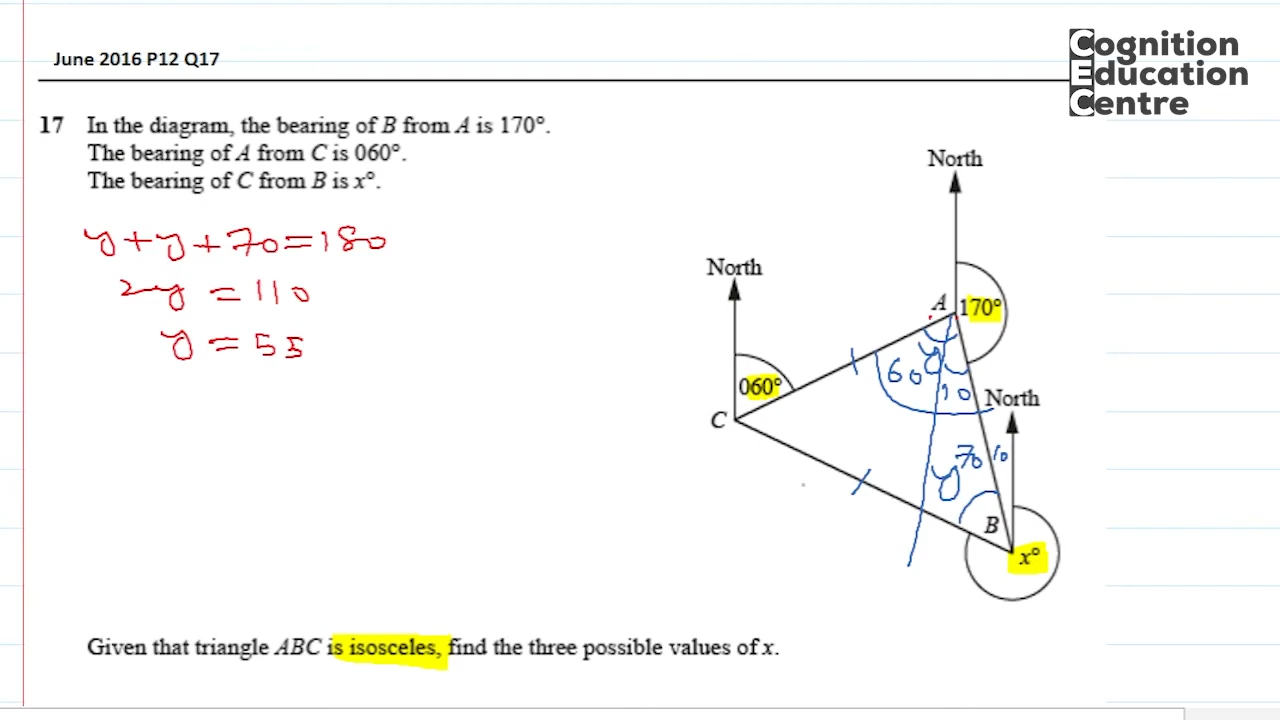 June 2016 P12 Q17
Cognition
Education
Centre
17 In the diagram, the bearing of B from A is 170°.
The bearing of A from C is 060°.
The bearing of C from B is x°.
y + y + 70 = 180
2y = 110
y = 55
North
North
A 170°
060°
C
60
y
10
North
70
10
y
B
x°
Given that triangle ABC is isosceles, find the three possible values of x.